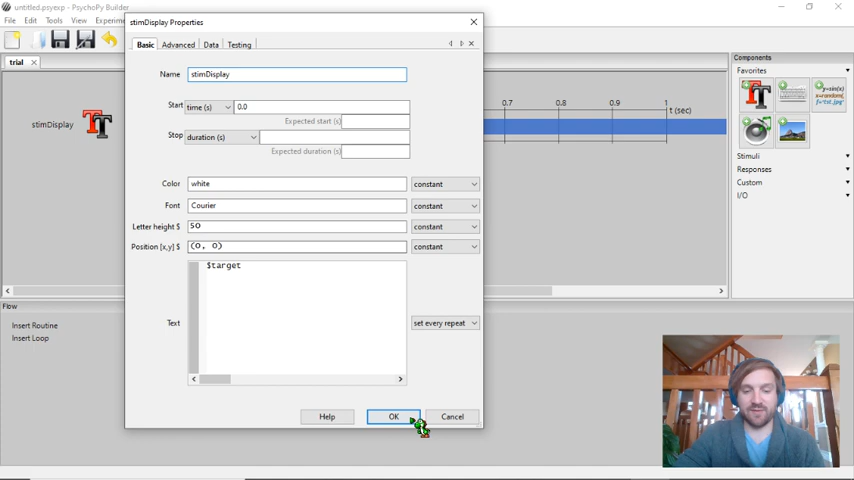 untitled.psyexp - PsychoPy Builder
File Edit Tools View Experiment
trial
stimDisplay
stimDisplay Properties
Basic Advanced Data Testing
Name stimDisplay
Start time (s) 0.0
Expected start (s)
Stop duration (s)
Expected duration (s)
Color white constant
Font Courier constant
Letter height $ 50 constant
Position [x,y] $ (0, 0) constant
$target
Text set every repeat
Help OK Cancel
0.7 0.8 0.9 1 t (sec)
Components
Favorites
Stimuli
Responses
Custom
I/O
Flow
Insert Routine
Insert Loop